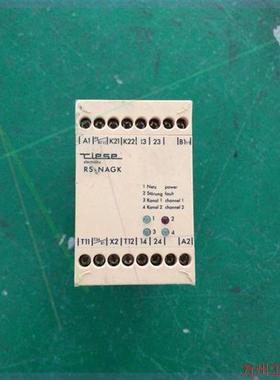 A1 K21 K22 13 23 B1
riese
electronic
RS-NAGK
1 Netz power
2 Störung fault
3 Kanal 1 channel 1
4 Kanal 2 channel 2
1 2
3 4
T11 X2 T12 14 24 A2